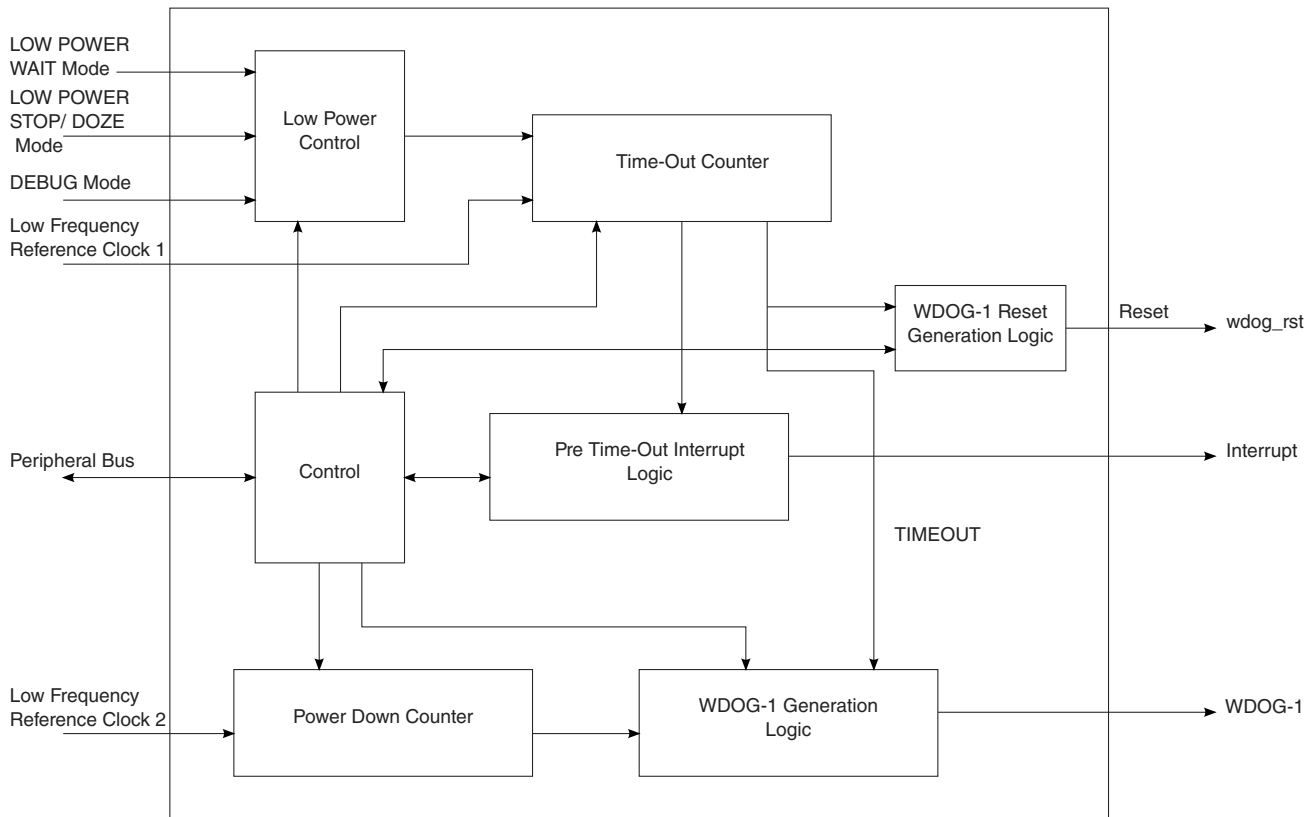 LOW POWER
WAIT Mode
LOW POWER
STOP/ DOZE
Mode
DEBUG Mode
Low Frequency
Reference Clock 1
Low Power
Control
Time-Out Counter
WDOG-1 Reset
Generation Logic
Reset
wdog_rst
Peripheral Bus
Control
Pre Time-Out Interrupt
Logic
Interrupt
TIMEOUT
Low Frequency
Reference Clock 2
Power Down Counter
WDOG-1 Generation
Logic
WDOG-1